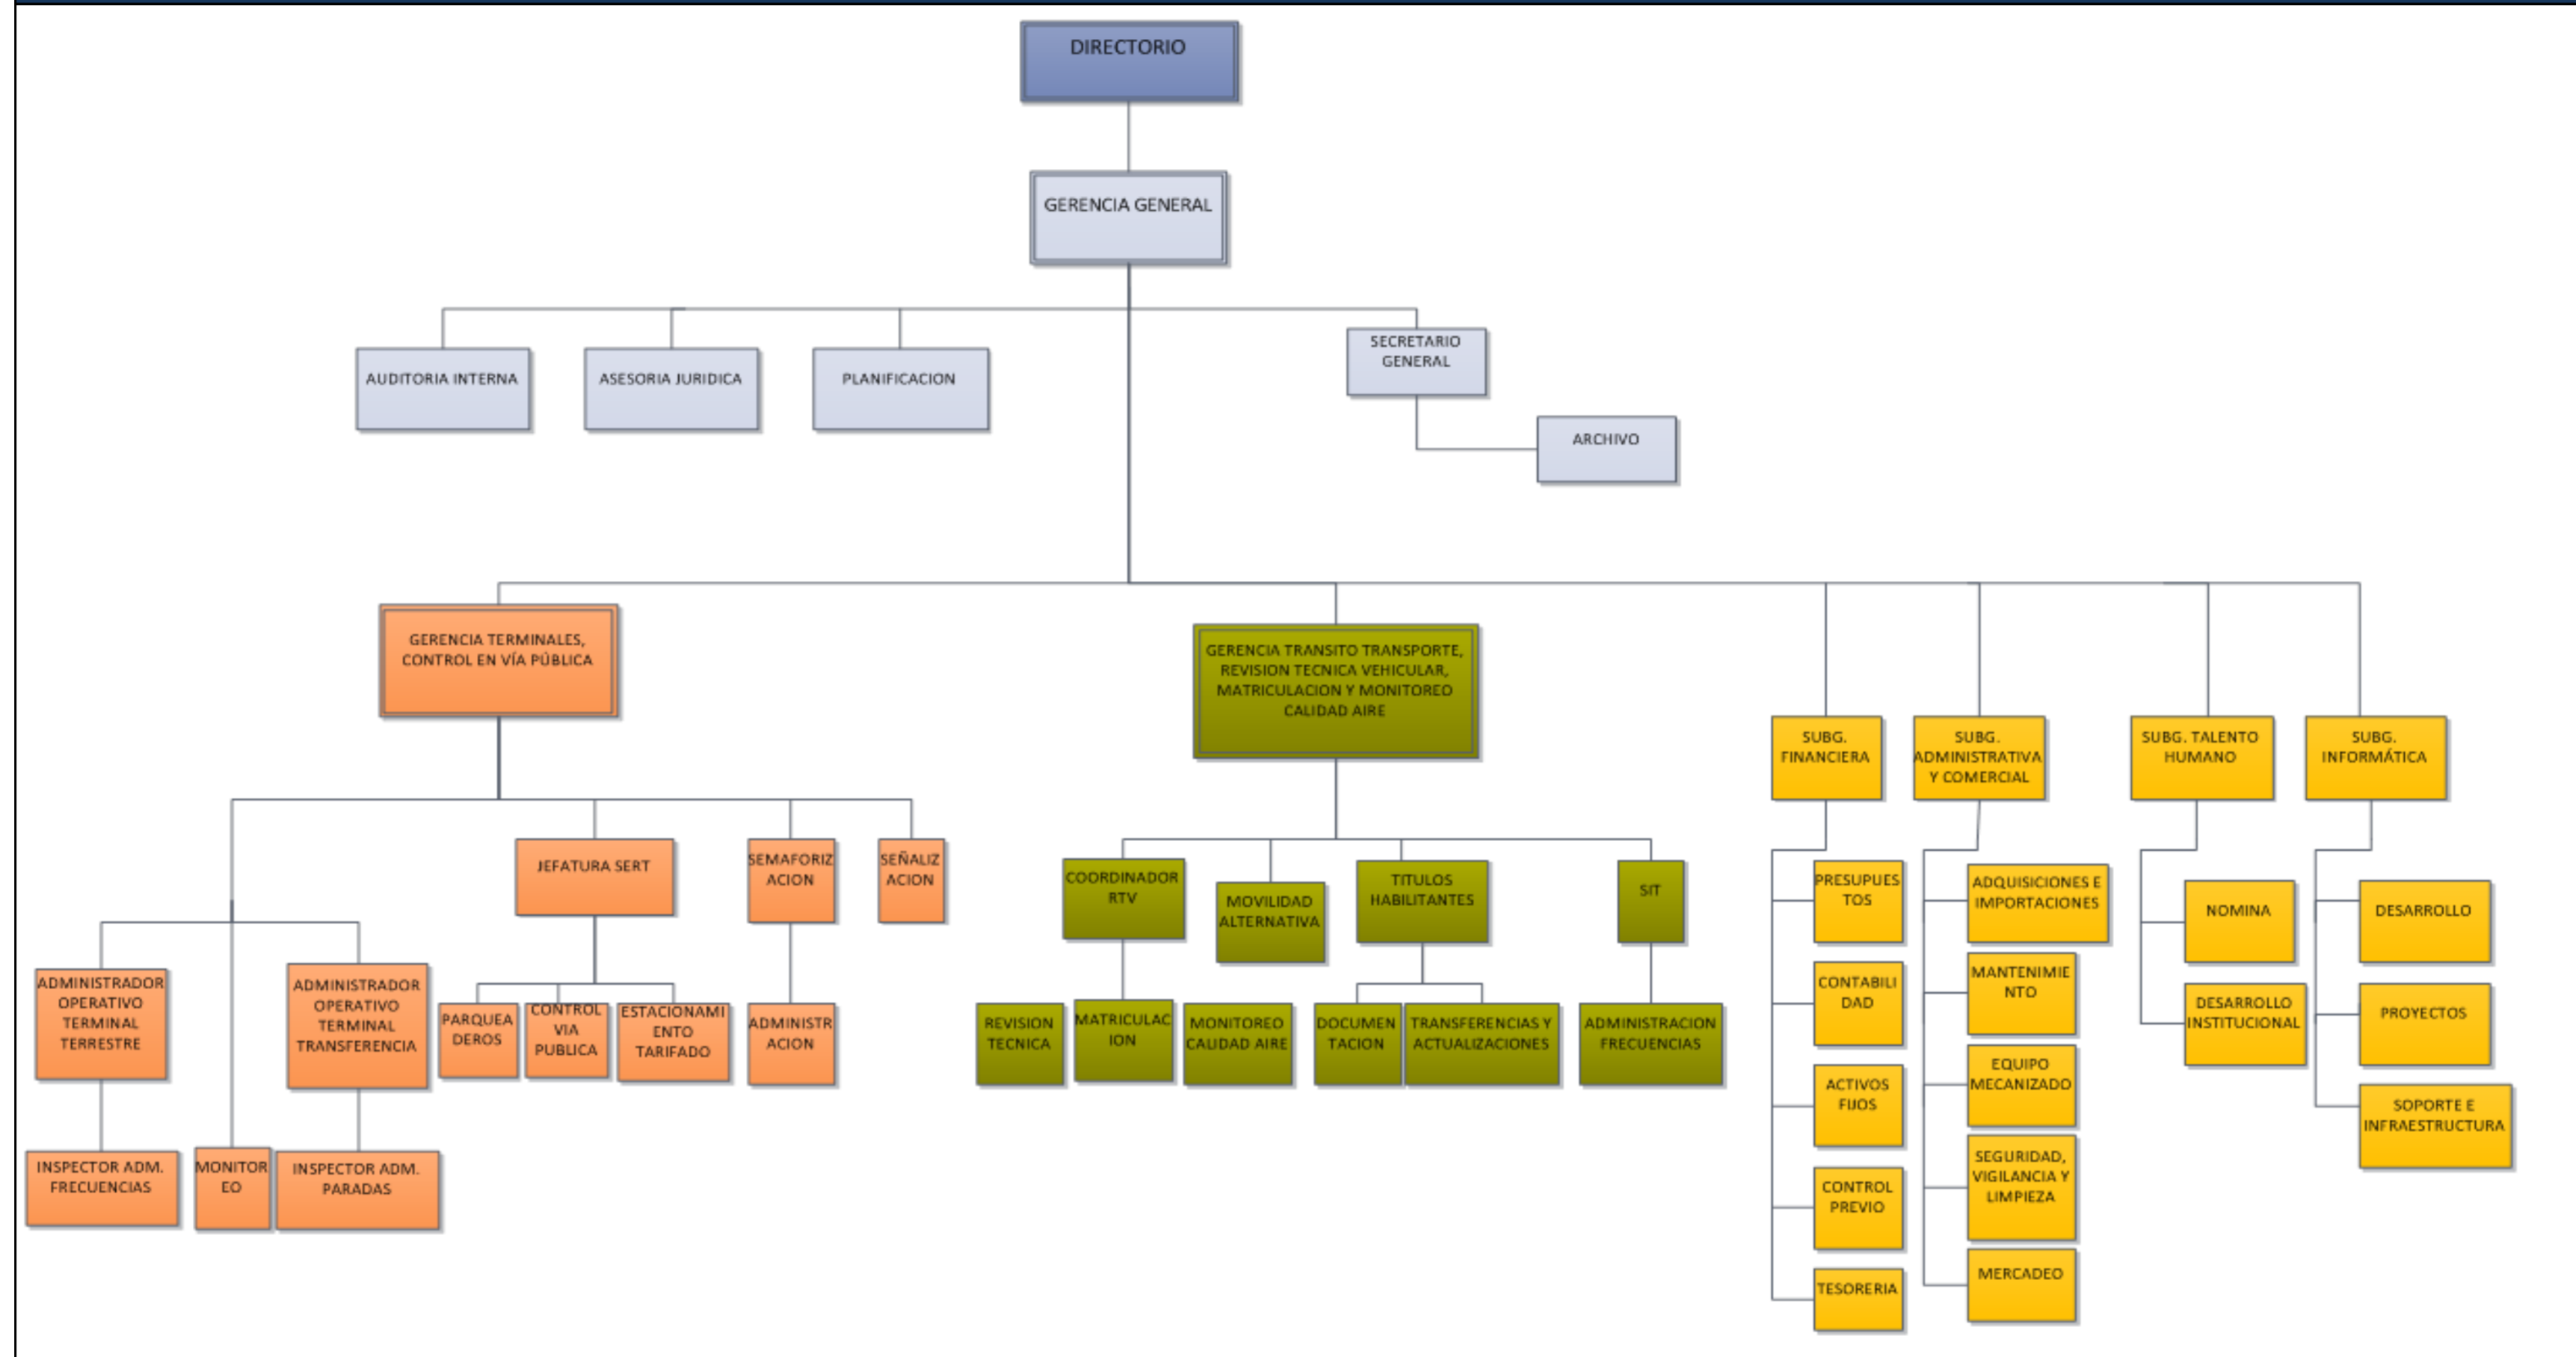 DIRECTORIO
GERENCIA GENERAL
AUDITORIA INTERNA
ASESORIA JURIDICA
PLANIFICACION
SECRETARIO
GENERAL
ARCHIVO
GERENCIA TERMINALES,
CONTROL EN VÍA PÚBLICA
GERENCIA TRANSITO TRANSPORTE,
REVISION TECNICA VEHICULAR,
MATRICULACION Y MONITOREO
CALIDAD AIRE
SUBG.
FINANCIERA
SUBG.
ADMINISTRATIVA
Y COMERCIAL
SUBG. TALENTO
HUMANO
SUBG.
INFORMÁTICA
JEFATURA SERT
SEMAFORIZ
ACION
SEÑALIZ
ACION
ADMINISTRADOR
OPERATIVO
TERMINAL
TERRESTRE
ADMINISTRADOR
OPERATIVO
TERMINAL
TRANSFERENCIA
PARQUEA
DEROS
CONTROL
VIA
PUBLICA
ESTACIONAMI
ENTO
TARIFADO
ADMINISTR
ACION
INSPECTOR ADM.
FRECUENCIAS
MONITOR
EO
INSPECTOR ADM.
PARADAS
COORDINADOR
RTV
MOVILIDAD
ALTERNATIVA
TITULOS
HABILITANTES
SIT
REVISION
TECNICA
MATRICULAC
ION
MONITOREO
CALIDAD AIRE
DOCUMEN
TACION
TRANSFERENCIAS Y
ACTUALIZACIONES
ADMINISTRACION
FRECUENCIAS
PRESUPUES
TOS
CONTABILI
DAD
ACTIVOS
FIJOS
CONTROL
PREVIO
TESORERIA
ADQUISICIONES E
IMPORTACIONES
MANTENIMIE
NTO
EQUIPO
MECANIZADO
SEGURIDAD,
VIGILANCIA Y
LIMPIEZA
MERCADEO
NOMINA
DESARROLLO
INSTITUCIONAL
DESARROLLO
PROYECTOS
SOPORTE E
INFRAESTRUCTURA